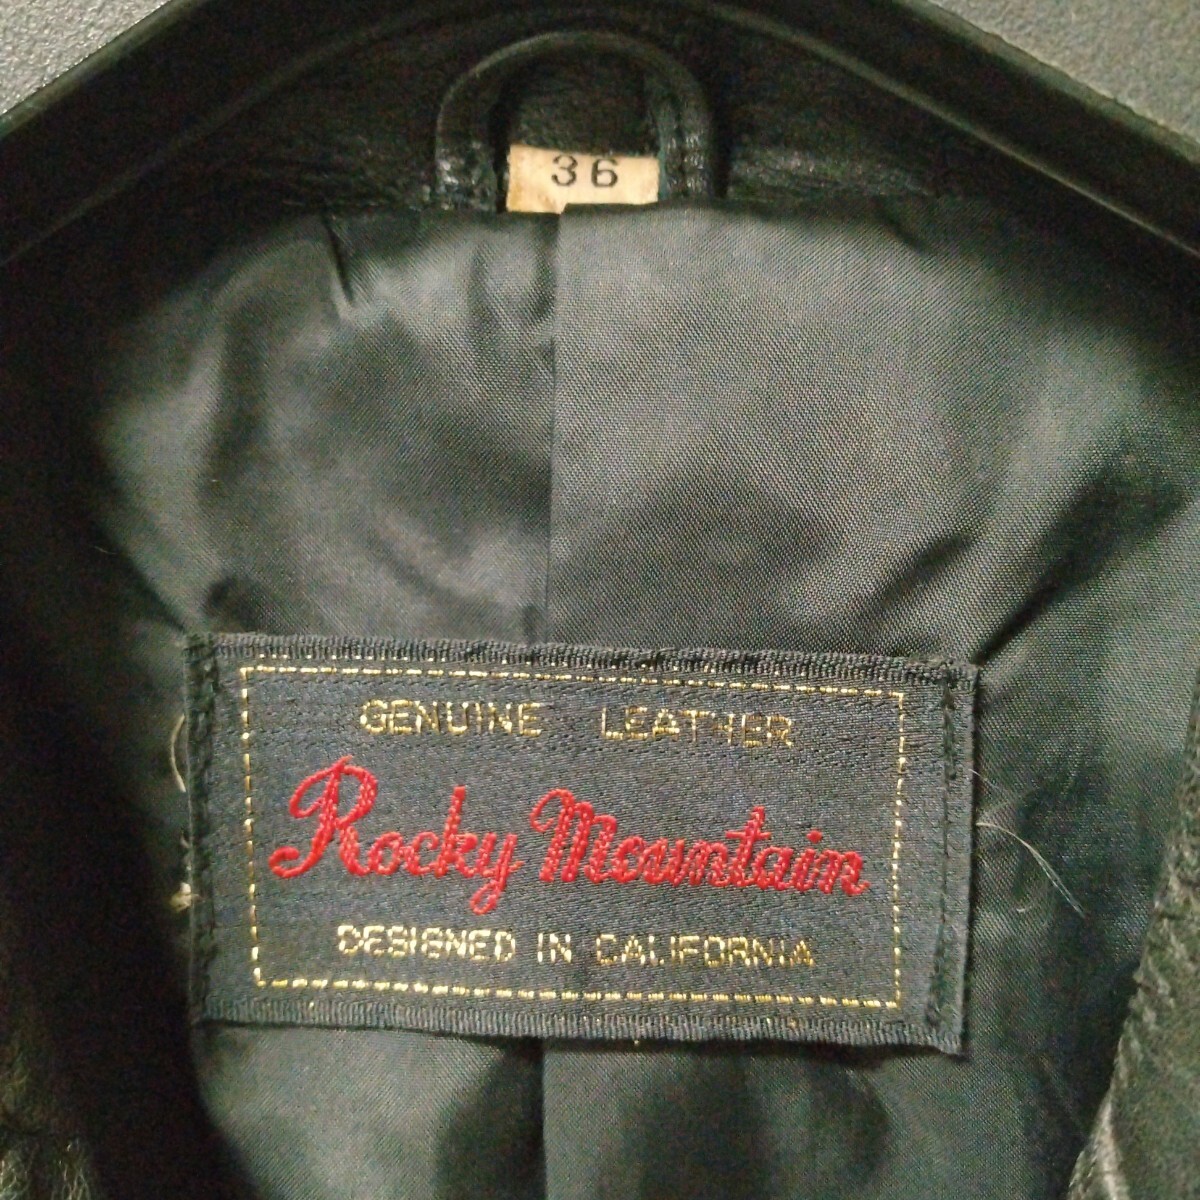 36
GENUINE LEATHER
Rocky Mountain
DESIGNED IN CALIFORNIA